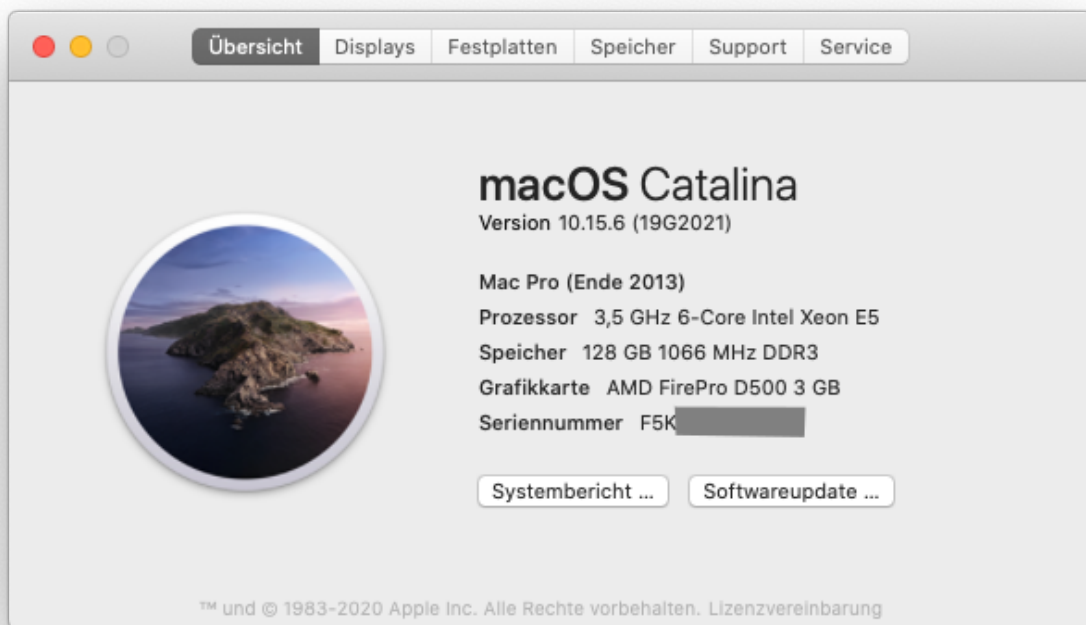 Übersicht Displays Festplatten Speicher Support Service
macOS Catalina
Version 10.15.6 (19G2021)
Mac Pro (Ende 2013)
Prozessor 3,5 GHz 6-Core Intel Xeon E5
Speicher 128 GB 1066 MHz DDR3
Grafikkarte AMD FirePro D500 3 GB
Seriennummer F5K
Systembericht ... Softwareupdate ...
™ und © 1983-2020 Apple Inc. Alle Rechte vorbehalten. Lizenzvereinbarung